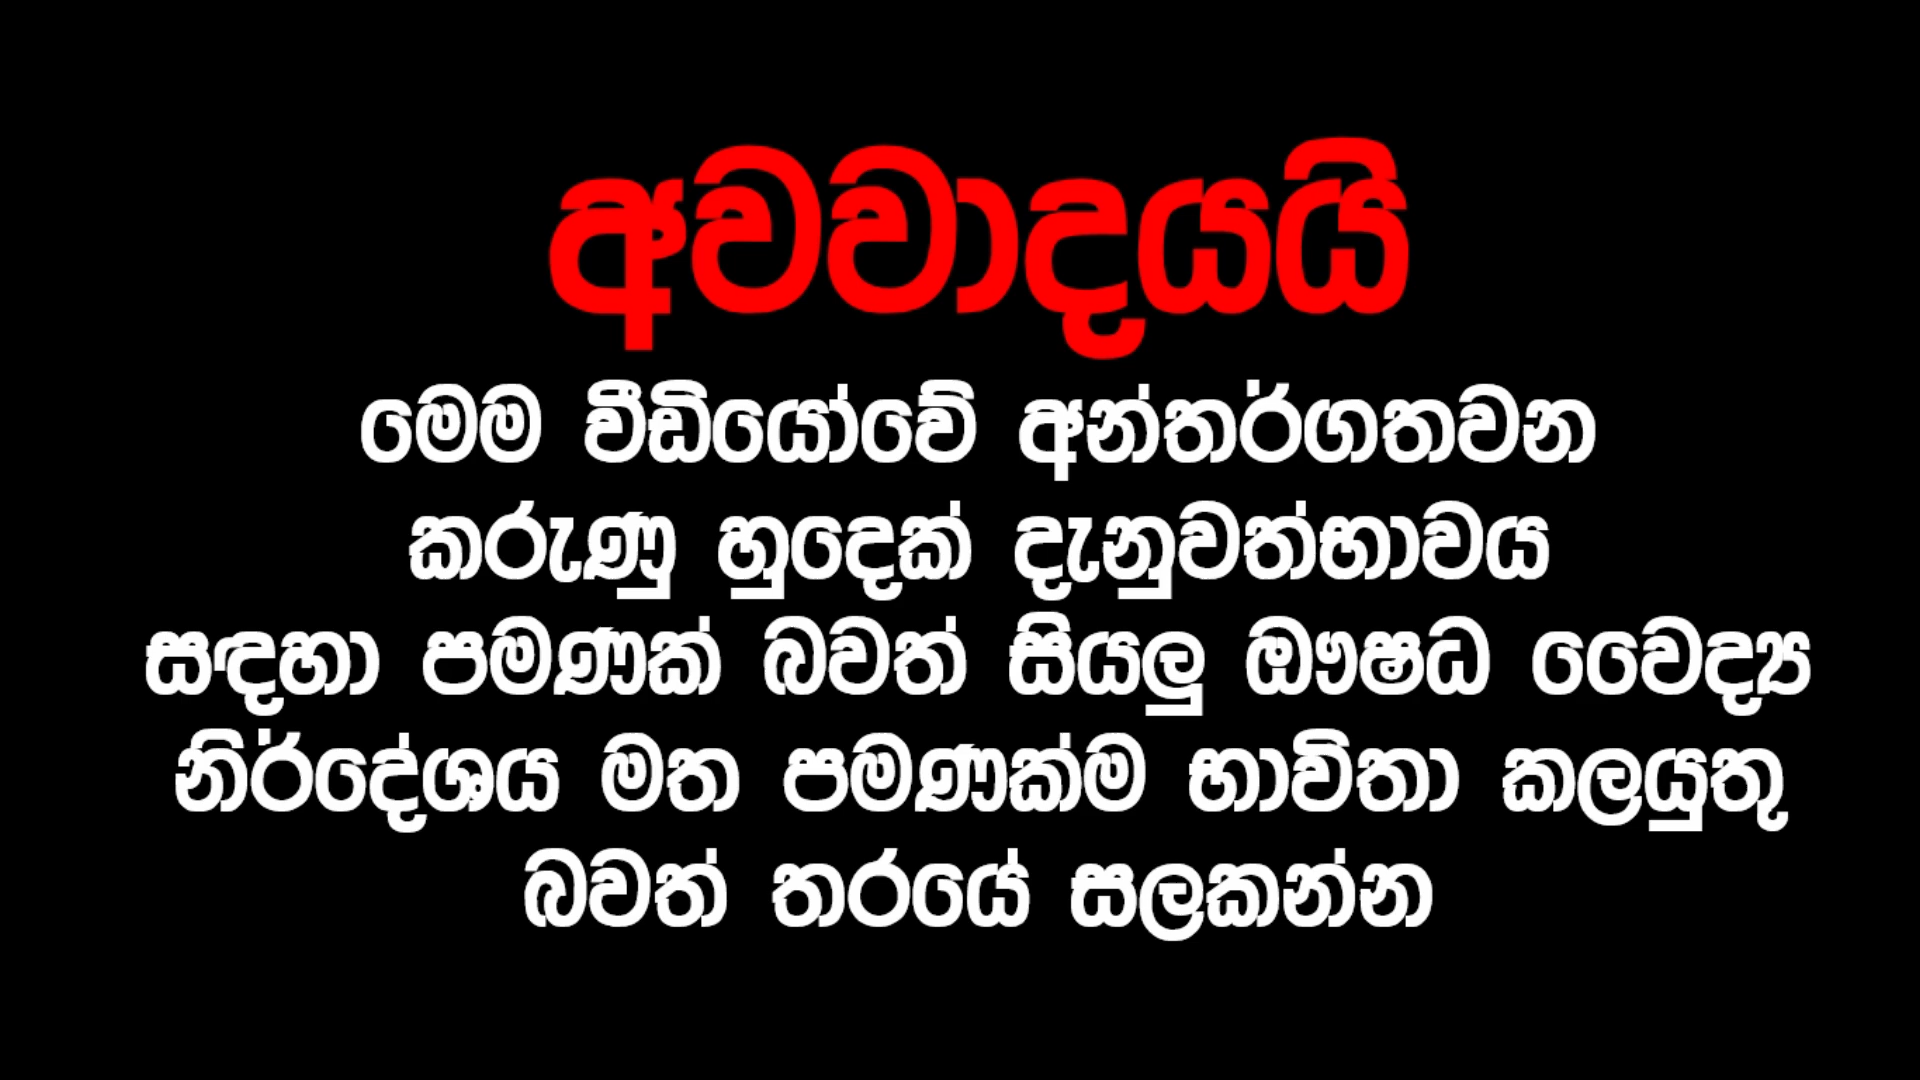 අවවාදයයි
මෙම වීඩියෝවේ අන්තර්ගතවන
කරුණු හුදෙක් දැනුවත්භාවය
සඳහා පමණක් බවත් සියලු ඖෂධ වෛද්‍ය
නිර්දේශය මත පමණක්ම භාවිතා කලයුතු
බවත් තරයේ සලකන්න